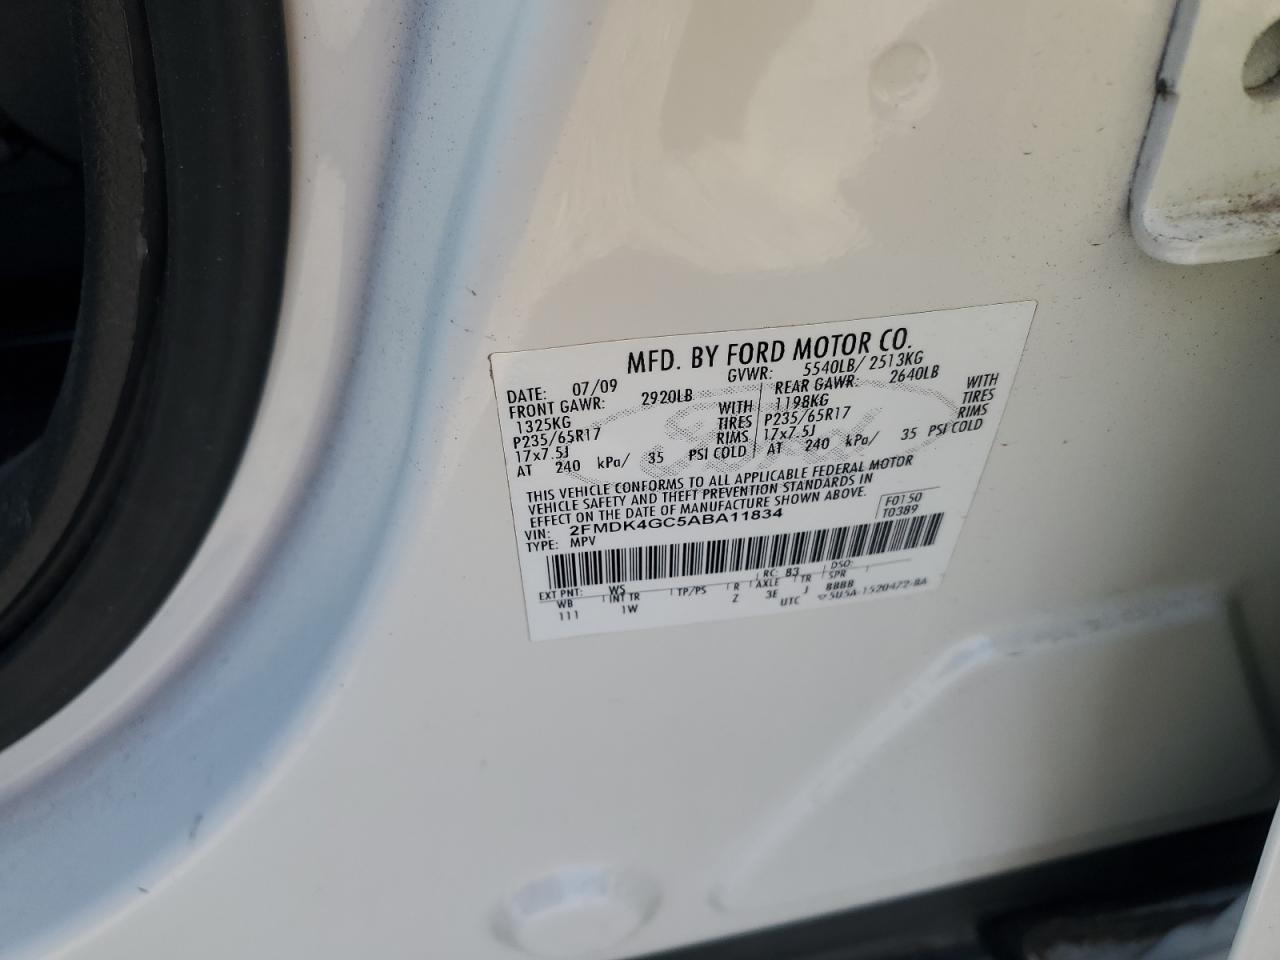 MFD. BY FORD MOTOR CO.
DATE: 07/09 GVWR: 5540LB/ 2513KG
FRONT GAWR: 2920LB REAR GAWR: 2640LB
1325KG WITH 1198KG WITH
P235/65R17 TIRES P235/65R17 TIRES
17x7.5J RIMS 17x7.5J RIMS
AT 240 kPa/ 35 PSI COLD AT 240 kPa/ 35 PSI COLD
THIS VEHICLE CONFORMS TO ALL APPLICABLE FEDERAL MOTOR
VEHICLE SAFETY AND THEFT PREVENTION STANDARDS IN
EFFECT ON THE DATE OF MANUFACTURE SHOWN ABOVE.
VIN: 2FMDK4GC5ABA11834 F0150
TYPE: MPV T0389
EXT PNT: WS RC: 83 DSO:
WB INT TR TP/PS R AXLE TR SPR
111 1W Z 3E J BBBB
UTC 5U5A-1520472-BA